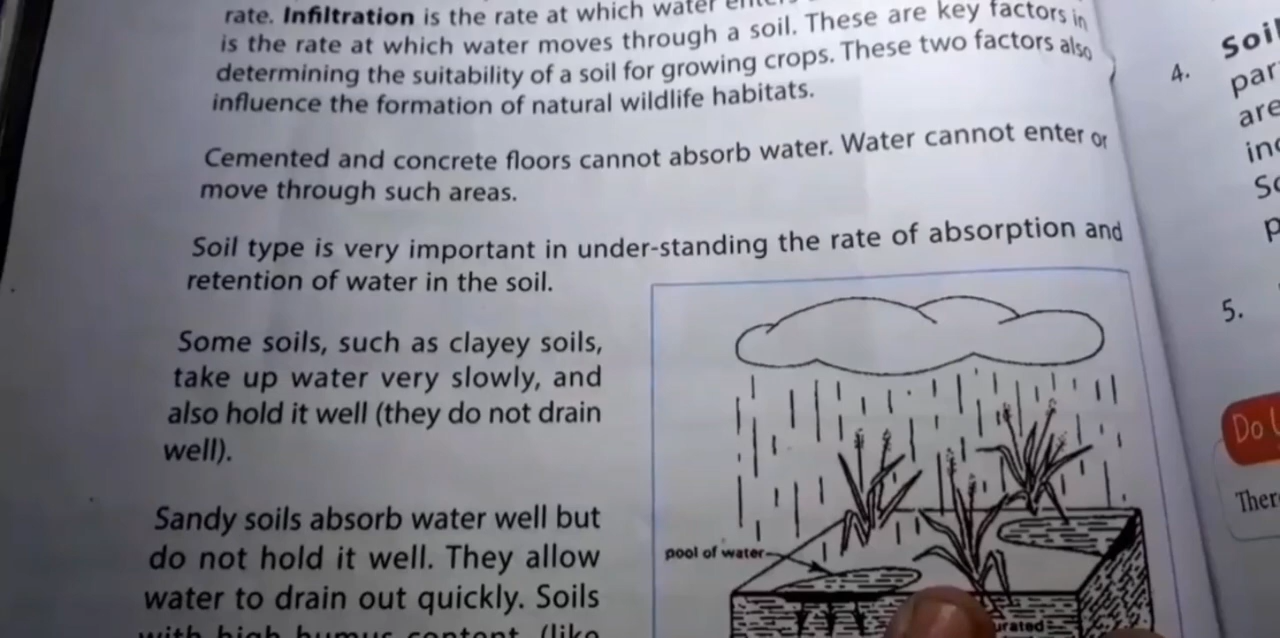 rate. Infiltration is the rate at which water
is the rate at which water moves through a soil. These are key factors in
determining the suitability of a soil for growing crops. These two factors also
influence the formation of natural wildlife habitats.
Cemented and concrete floors cannot absorb water. Water cannot enter or
move through such areas.
Soil type is very important in under-standing the rate of absorption and
retention of water in the soil.
Some soils, such as clayey soils,
take up water very slowly, and
also hold it well (they do not drain
well).
Sandy soils absorb water well but
do not hold it well. They allow
water to drain out quickly. Soils
with high humus content (like
pool of water
urated
4. Soil
par
are
in
So
p
5.
Do
Ther